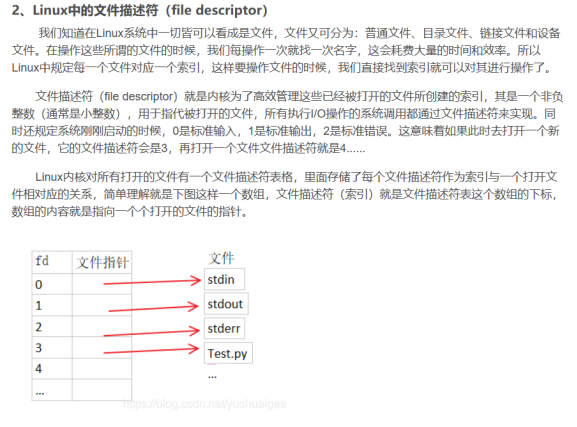 2、Linux中的文件描述符（file descriptor）
我们知道在Linux系统中一切皆可以看成是文件，文件又可分为：普通文件、目录文件、链接文件和设备
文件。在操作这些所谓的文件的时候，我们每操作一次就找一次名字，这会耗费大量的时间和效率。所以
Linux中规定每一个文件对应一个索引，这样要操作文件的时候，我们直接找到索引就可以对其进行操作了。
文件描述符（file descriptor）就是内核为了高效管理这些已经被打开的文件所创建的索引，其是一个非负
整数（通常是小整数），用于指代被打开的文件，所有执行I/O操作的系统调用都通过文件描述符来实现。同
时还规定系统刚刚启动的时候，0是标准输入，1是标准输出，2是标准错误。这意味着如果此时去打开一个新
的文件，它的文件描述符会是3，再打开一个文件文件描述符就是4......
Linux内核对所有打开的文件有一个文件描述符表格，里面存储了每个文件描述符作为索引与一个打开文
件相对应的关系，简单理解就是下图这样一个数组，文件描述符（索引）就是文件描述符表这个数组的下标，
数组的内容就是指向一个个打开的文件的指针。
fd 文件指针 文件
0 stdin
1 stdout
2 stderr
3 Test.py
4 ...
...
https://blog.csdn.net/yushuaigee